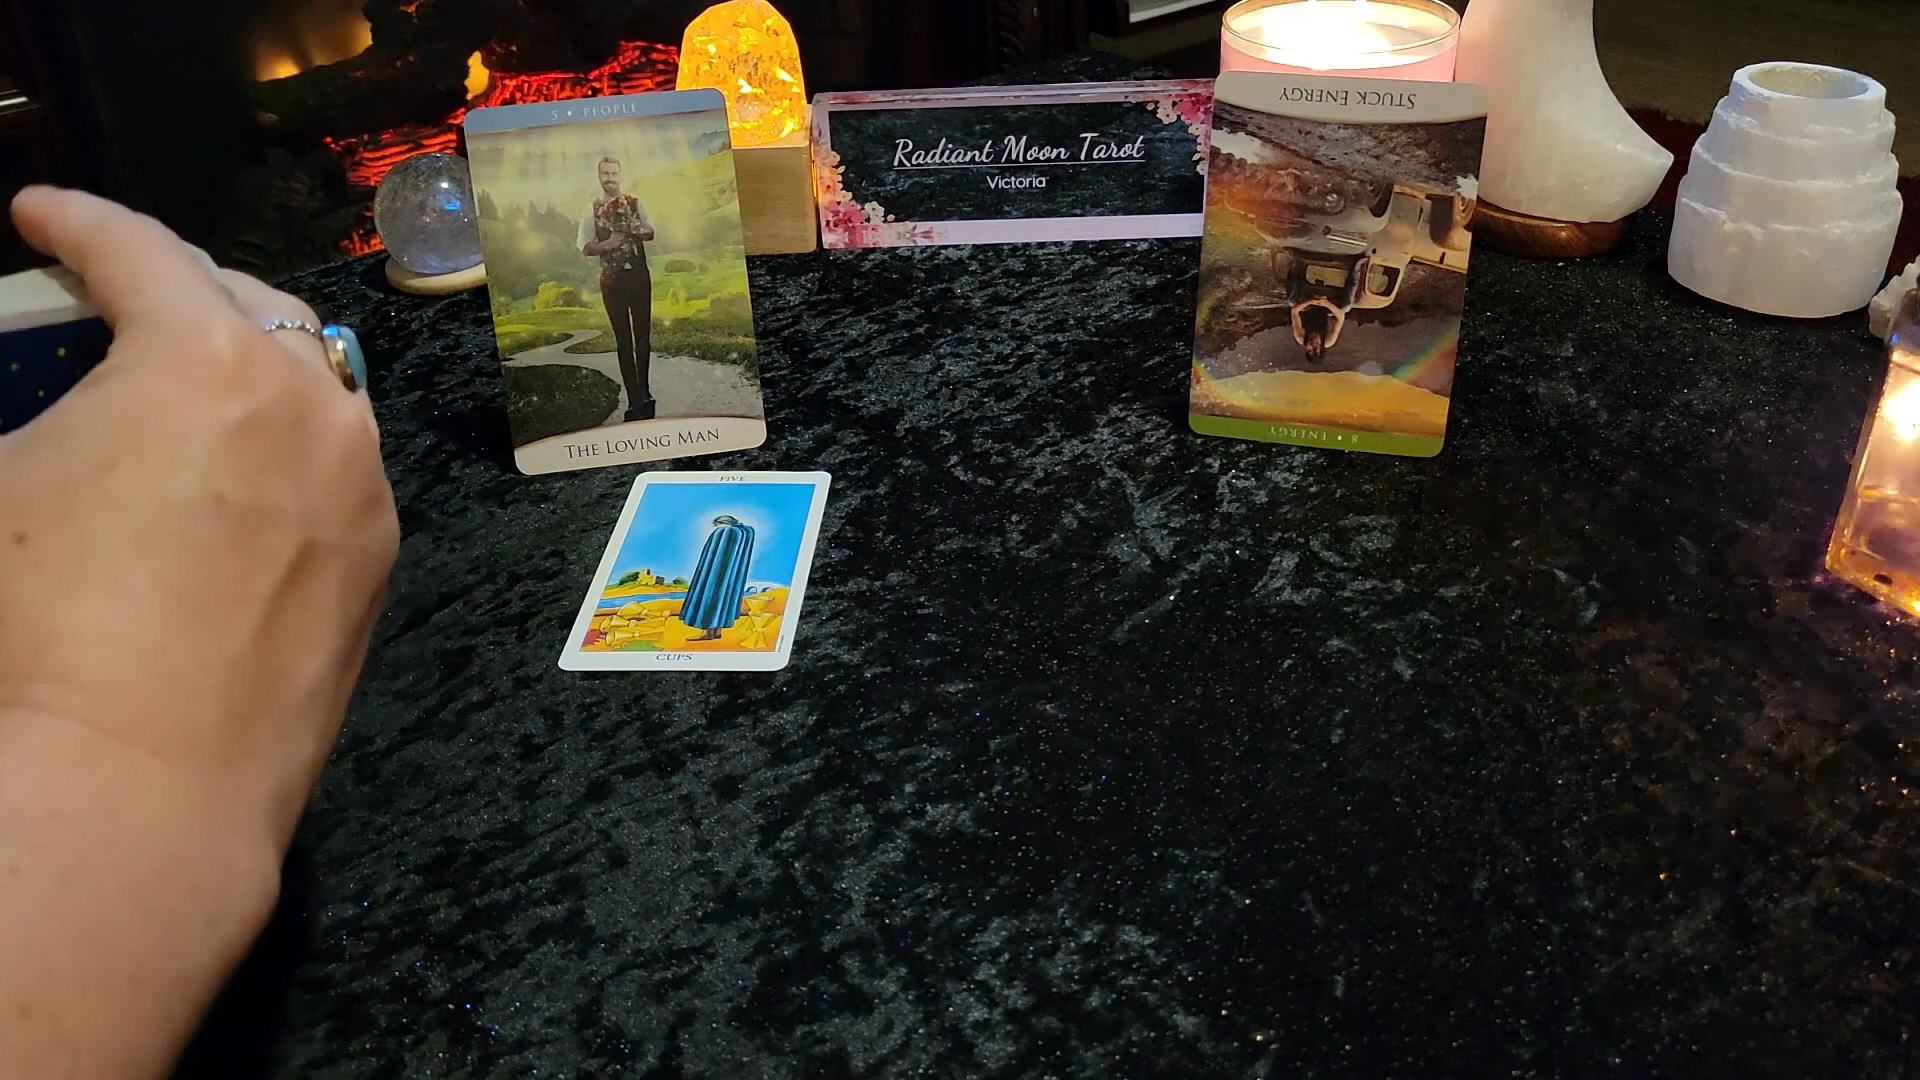 5 • PEOPLE
THE LOVING MAN
Radiant Moon Tarot
Victoria
STUCK ENERGY
8 • ENERGY
FIVE
CUPS